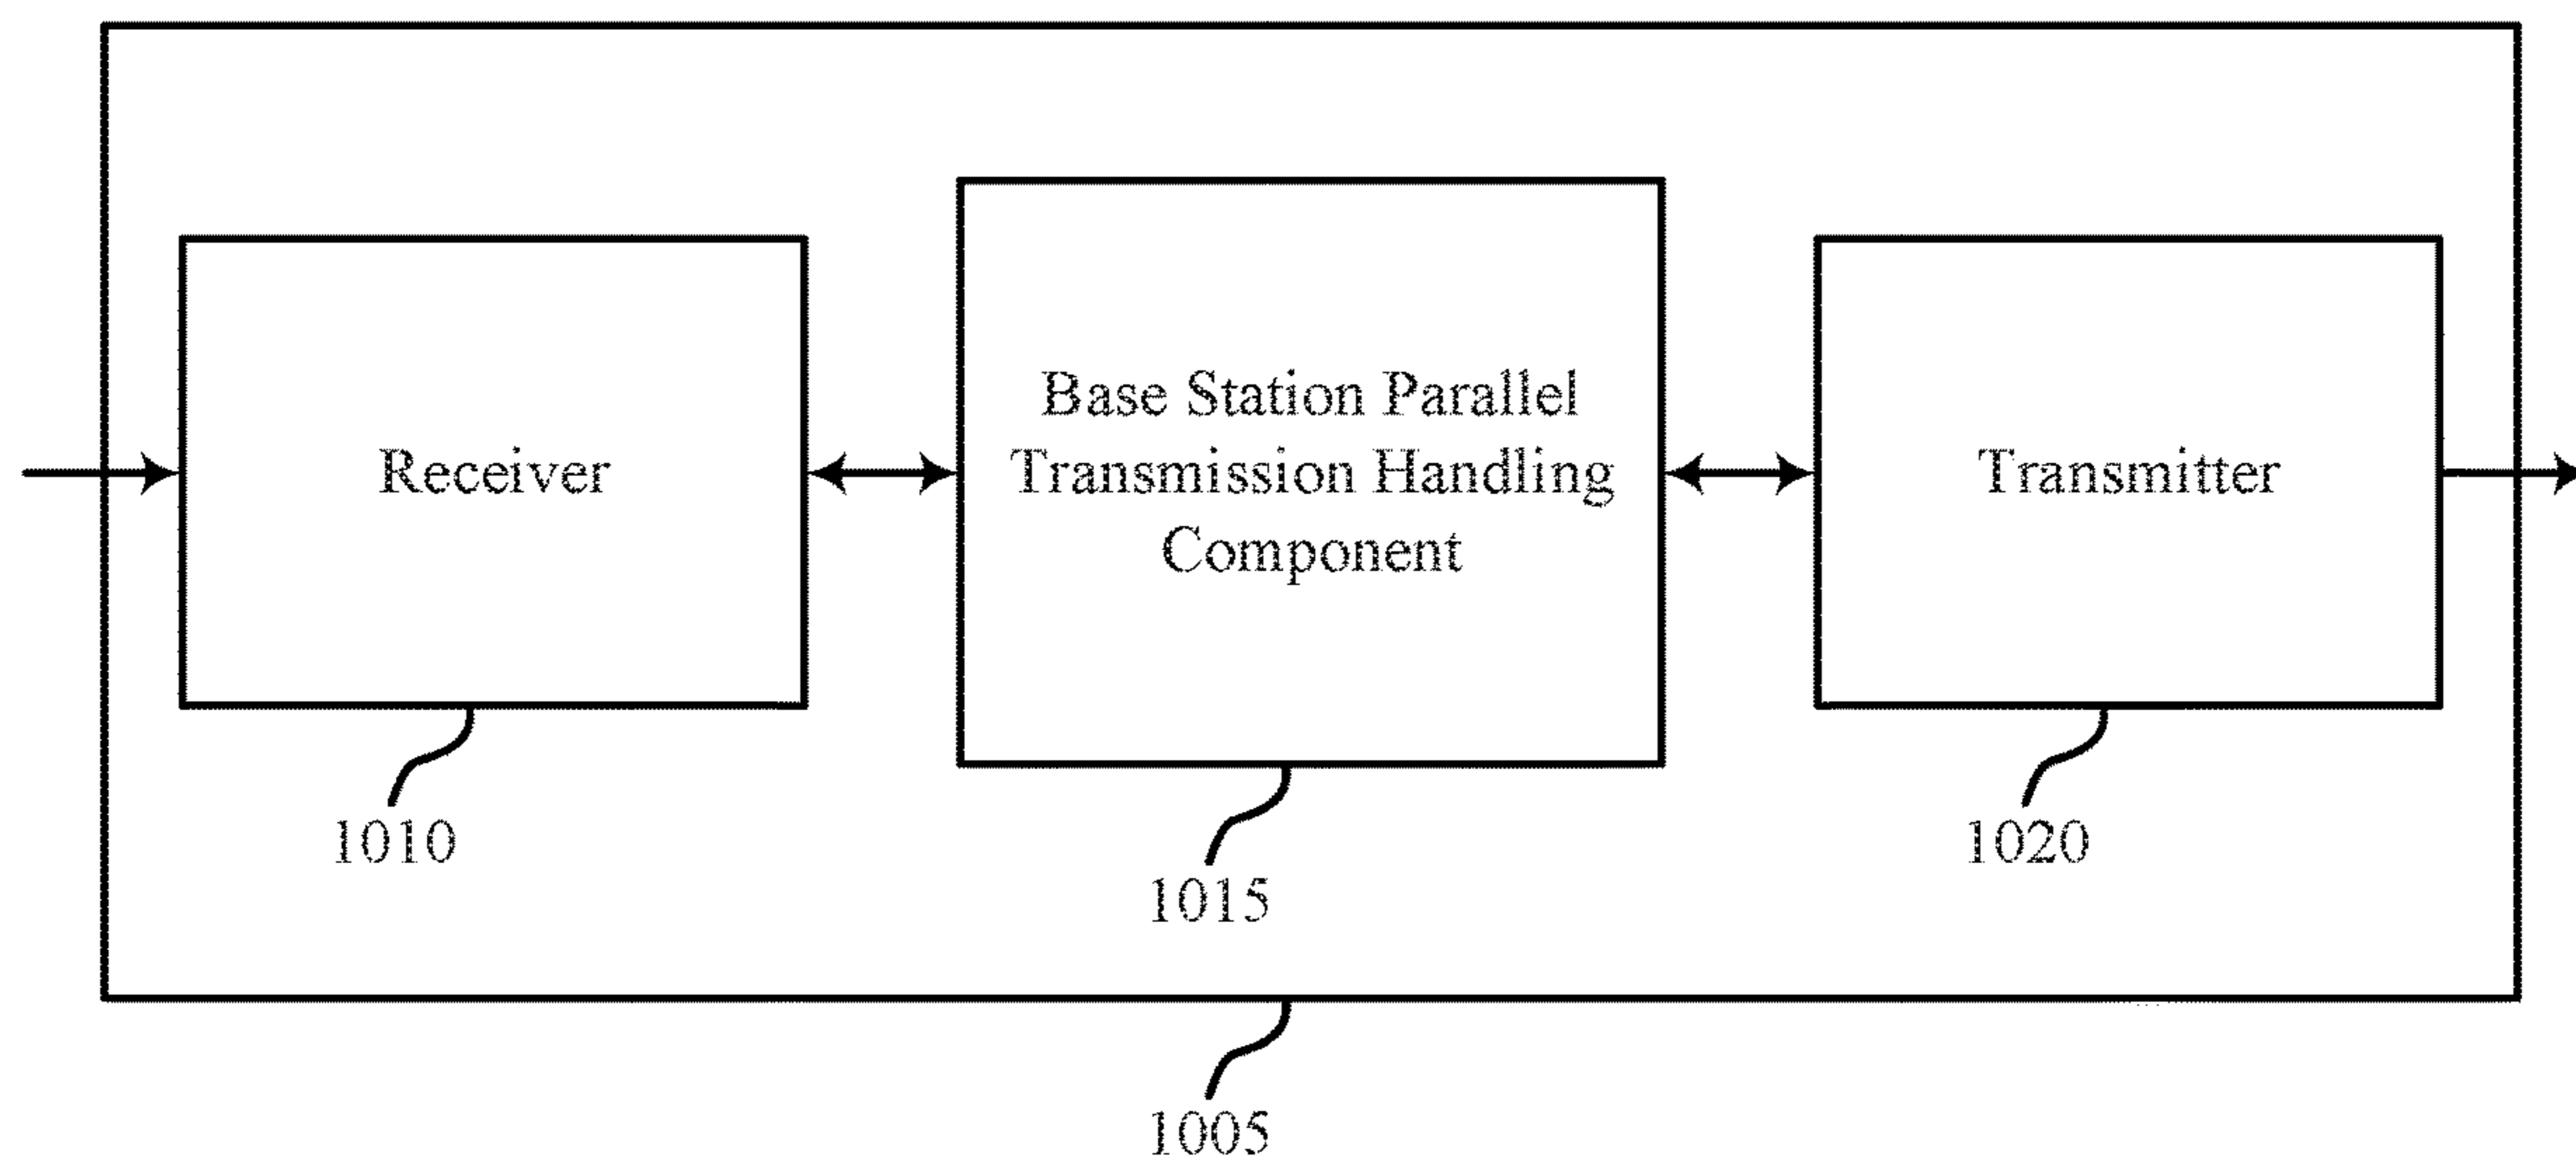 Receiver
Base Station Parallel
Transmission Handling
Component
Transmitter
1010
1015
1020
1005